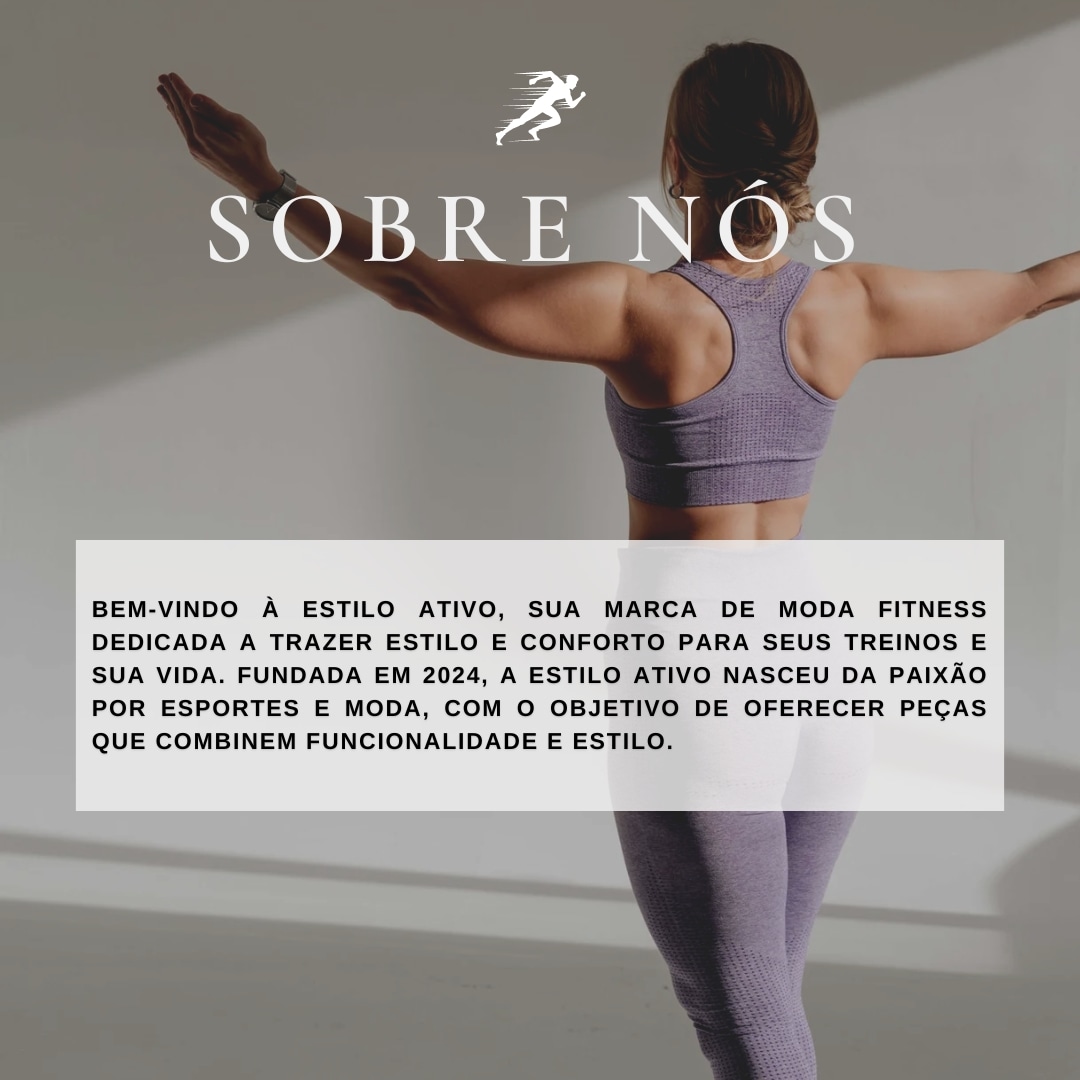 SOBRE NÓS
BEM-VINDO À ESTILO ATIVO, SUA MARCA DE MODA FITNESS
DEDICADA A TRAZER ESTILO E CONFORTO PARA SEUS TREINOS E
SUA VIDA. FUNDADA EM 2024, A ESTILO ATIVO NASCEU DA PAIXÃO
POR ESPORTES E MODA, COM O OBJETIVO DE OFERECER PEÇAS
QUE COMBINEM FUNCIONALIDADE E ESTILO.